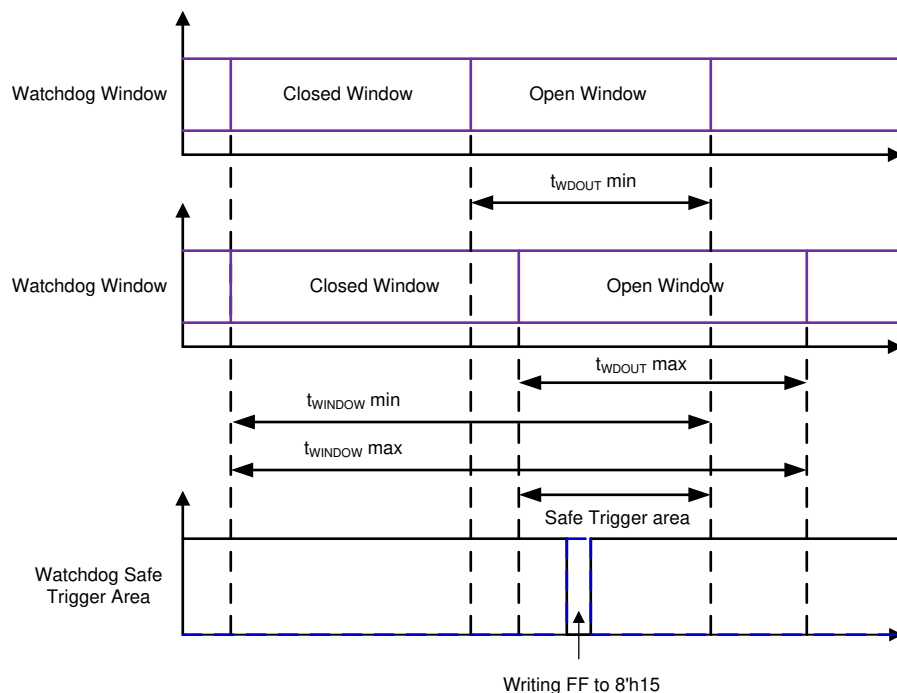 Watchdog Window
Closed Window
Open Window
tWDOUT min
Watchdog Window
Closed Window
Open Window
tWDOUT max
tWINDOW min
tWINDOW max
Safe Trigger area
Watchdog Safe
Trigger Area
Writing FF to 8'h15